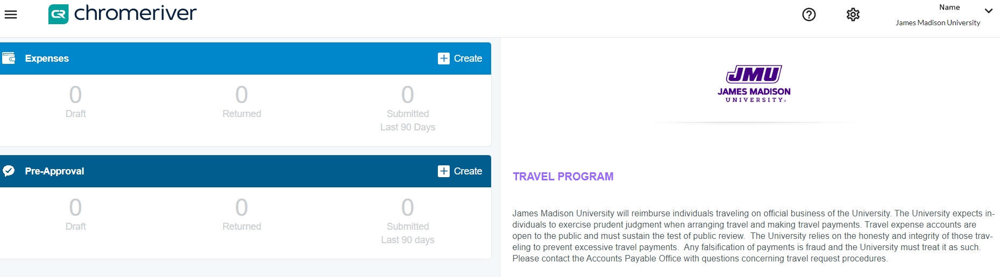 CR chromeriver
Name
James Madison University
Expenses
Create
0
0
0
Draft
Returned
Submitted
Last 90 Days
Pre-Approval
Create
0
0
0
Draft
Returned
Submitted
Last 90 days
JMU
JAMES MADISON
UNIVERSITY®
TRAVEL PROGRAM
James Madison University will reimburse individuals traveling on official business of the University. The University expects in-
dividuals to exercise prudent judgment when arranging travel and making travel payments. Travel expense accounts are
open to the public and must sustain the test of public review.  The University relies on the honesty and integrity of those trav-
eling to prevent excessive travel payments.  Any falsification of payments is fraud and the University must treat it as such.
Please contact the Accounts Payable Office with questions concerning travel request procedures.